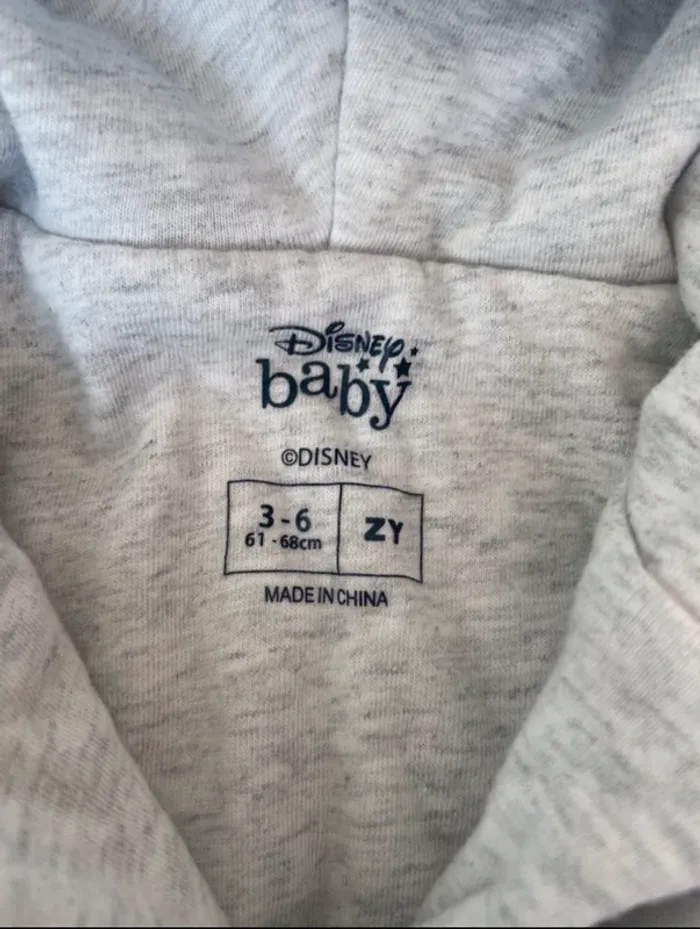 Disney
baby
©DISNEY
3-6
61-68cm
ZY
MADE IN CHINA